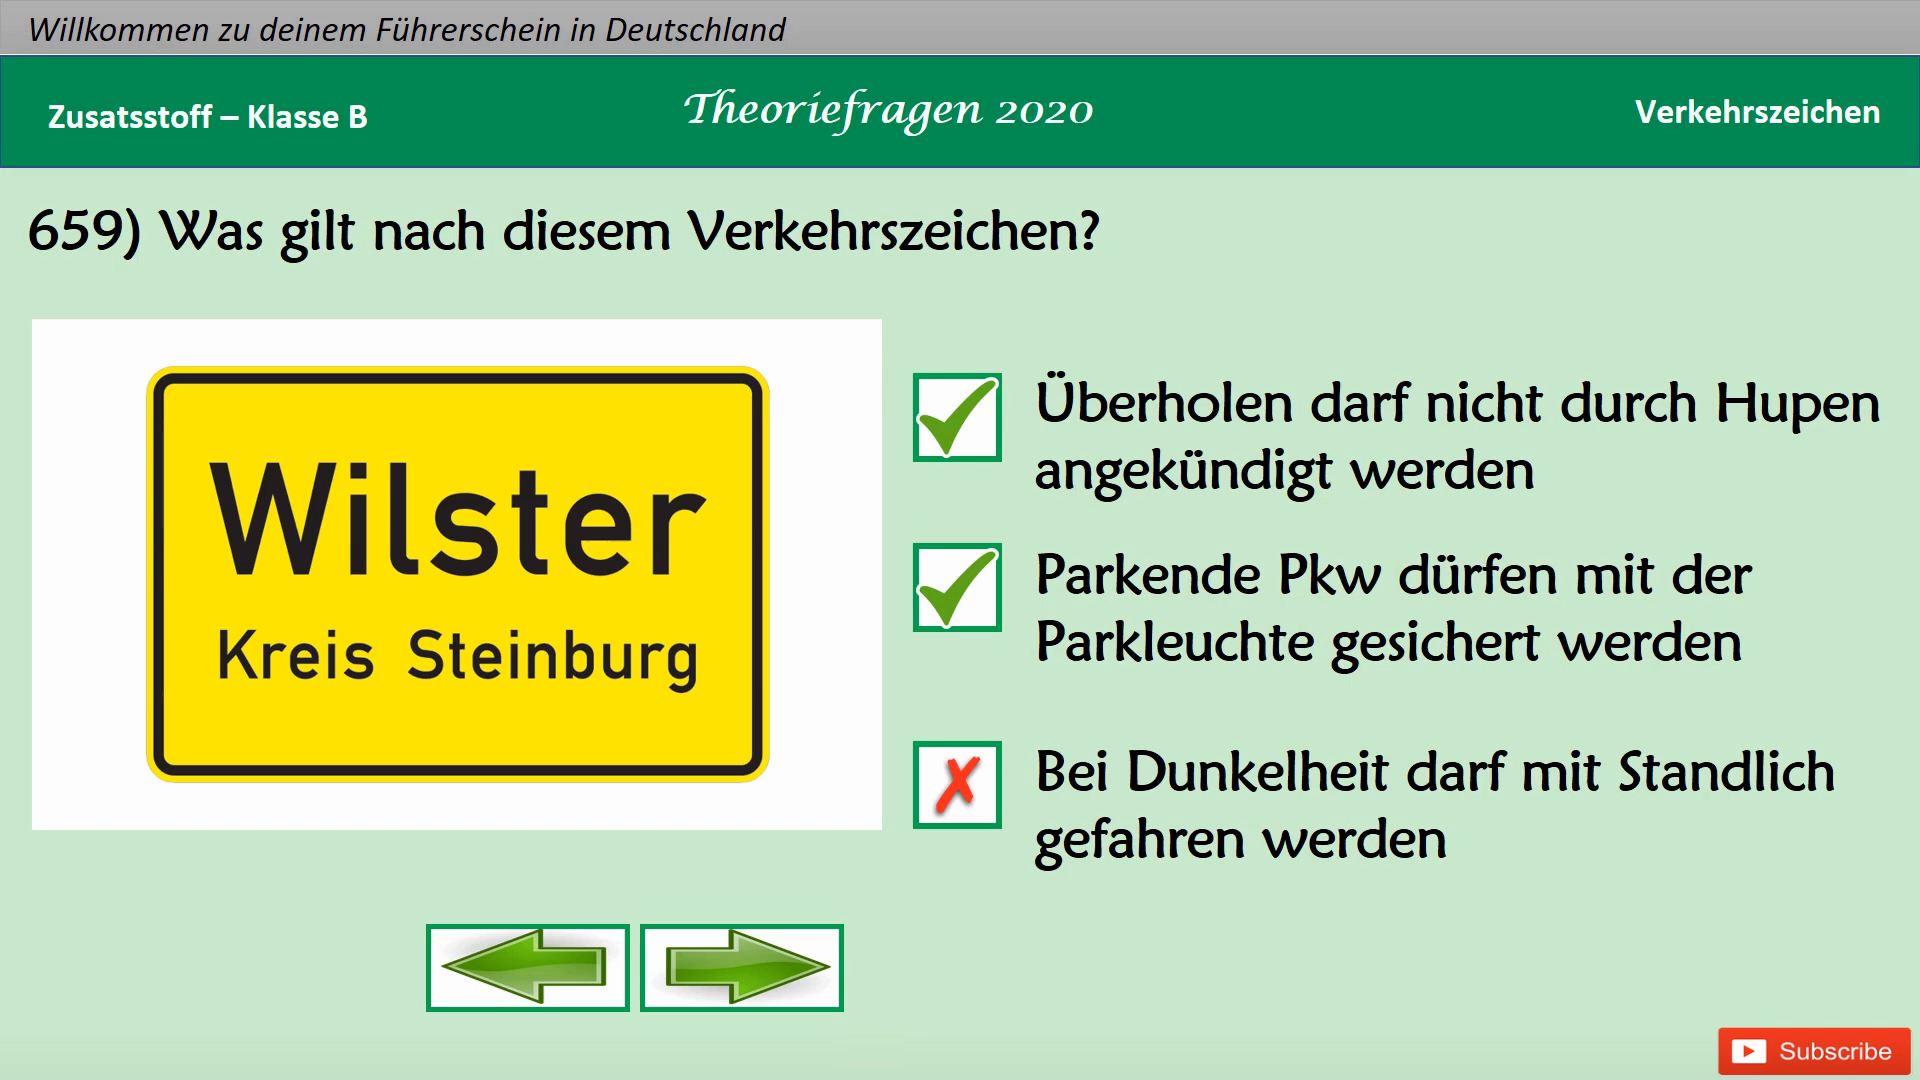 Willkommen zu deinem Führerschein in Deutschland
Zusatsstoff – Klasse B
Theoriefragen 2020
Verkehrszeichen
659) Was gilt nach diesem Verkehrszeichen?
Wilster
Kreis Steinburg
Überholen darf nicht durch Hupen
angekündigt werden
Parkende Pkw dürfen mit der
Parkleuchte gesichert werden
Bei Dunkelheit darf mit Standlich
gefahren werden
Subscribe